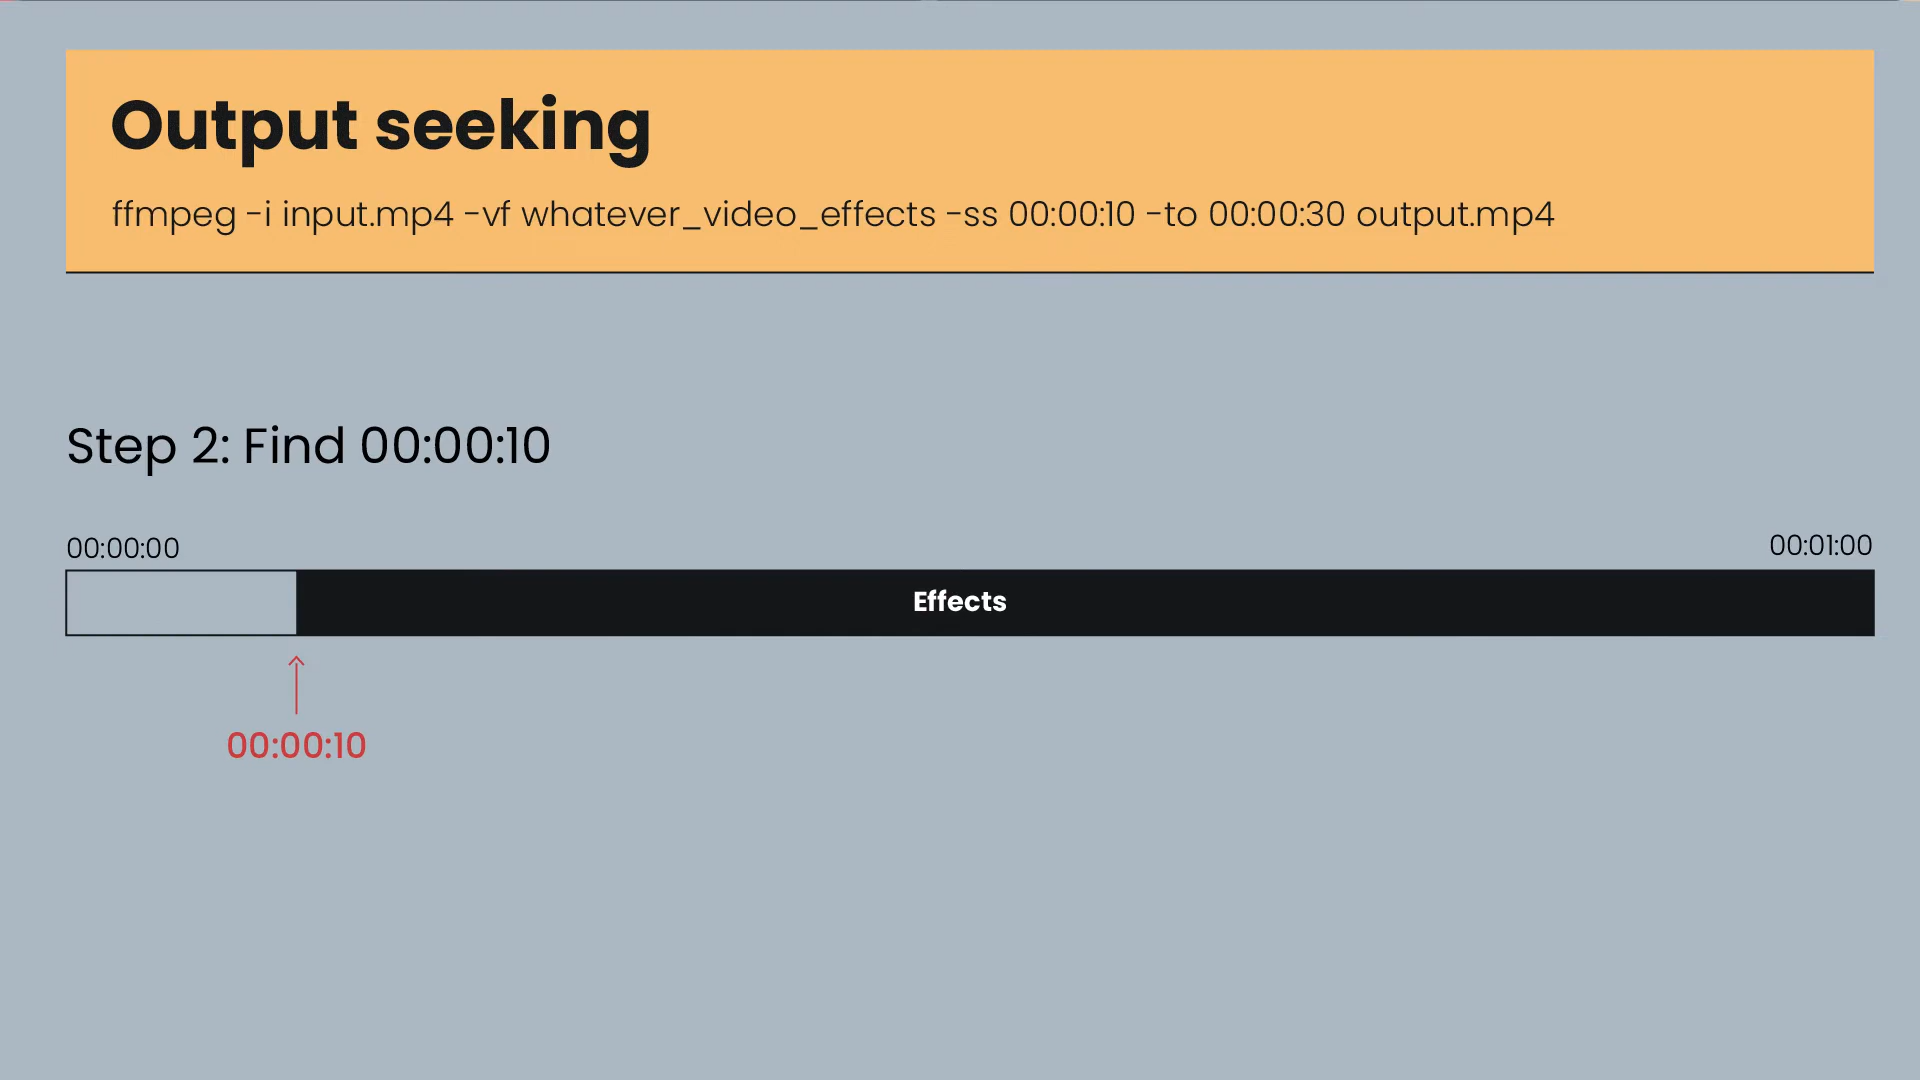 Output seeking
ffmpeg -i input.mp4 -vf whatever_video_effects -ss 00:00:10 -to 00:00:30 output.mp4
Step 2: Find 00:00:10
00:00:00
00:01:00
Effects
00:00:10